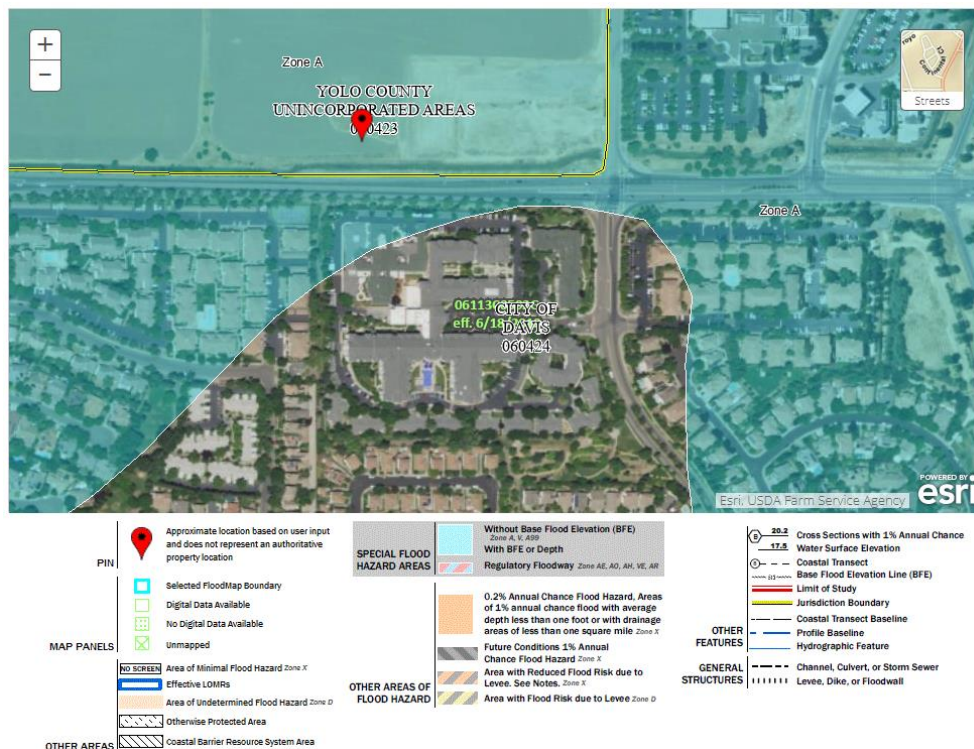 +
−
Zone A
YOLO COUNTY
UNINCORPORATED AREAS
Streets
Zone A
CITY OF
eff. 6/18/
DAVIS
060424
POWERED BY
esri
Esri, USDA Farm Service Agency
PIN
Approximate location based on user input
and does not represent an authoritative
property location
MAP PANELS
Selected FloodMap Boundary
Digital Data Available
No Digital Data Available
Unmapped
OTHER AREAS
NO SCREEN Area of Minimal Flood Hazard Zone X
Effective LOMRs
Area of Undetermined Flood Hazard Zone D
Otherwise Protected Area
Coastal Barrier Resource System Area
SPECIAL FLOOD
HAZARD AREAS
Without Base Flood Elevation (BFE)
Zone A, V, A99
With BFE or Depth
Regulatory Floodway Zone AE, AO, AH, VE, AR
OTHER AREAS OF
FLOOD HAZARD
0.2% Annual Chance Flood Hazard, Areas
of 1% annual chance flood with average
depth less than one foot or with drainage
areas of less than one square mile Zone X
Future Conditions 1% Annual
Chance Flood Hazard Zone X
Area with Reduced Flood Risk due to
Levee. See Notes. Zone X
Area with Flood Risk due to Levee Zone D
OTHER
FEATURES
20.2 Cross Sections with 1% Annual Chance
17.5 Water Surface Elevation
Coastal Transect
Base Flood Elevation Line (BFE)
Limit of Study
Jurisdiction Boundary
Coastal Transect Baseline
Profile Baseline
Hydrographic Feature
GENERAL
STRUCTURES
Channel, Culvert, or Storm Sewer
Levee, Dike, or Floodwall